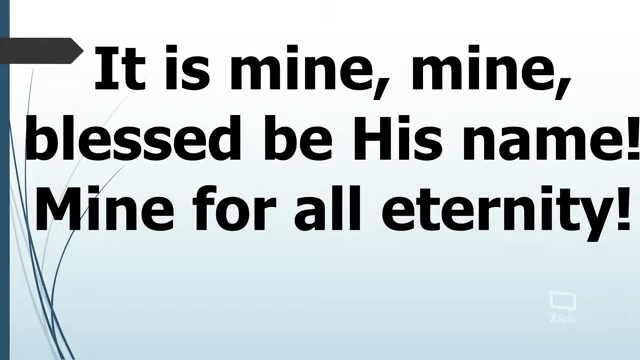 It is mine, mine,
blessed be His name!
Mine for all eternity!